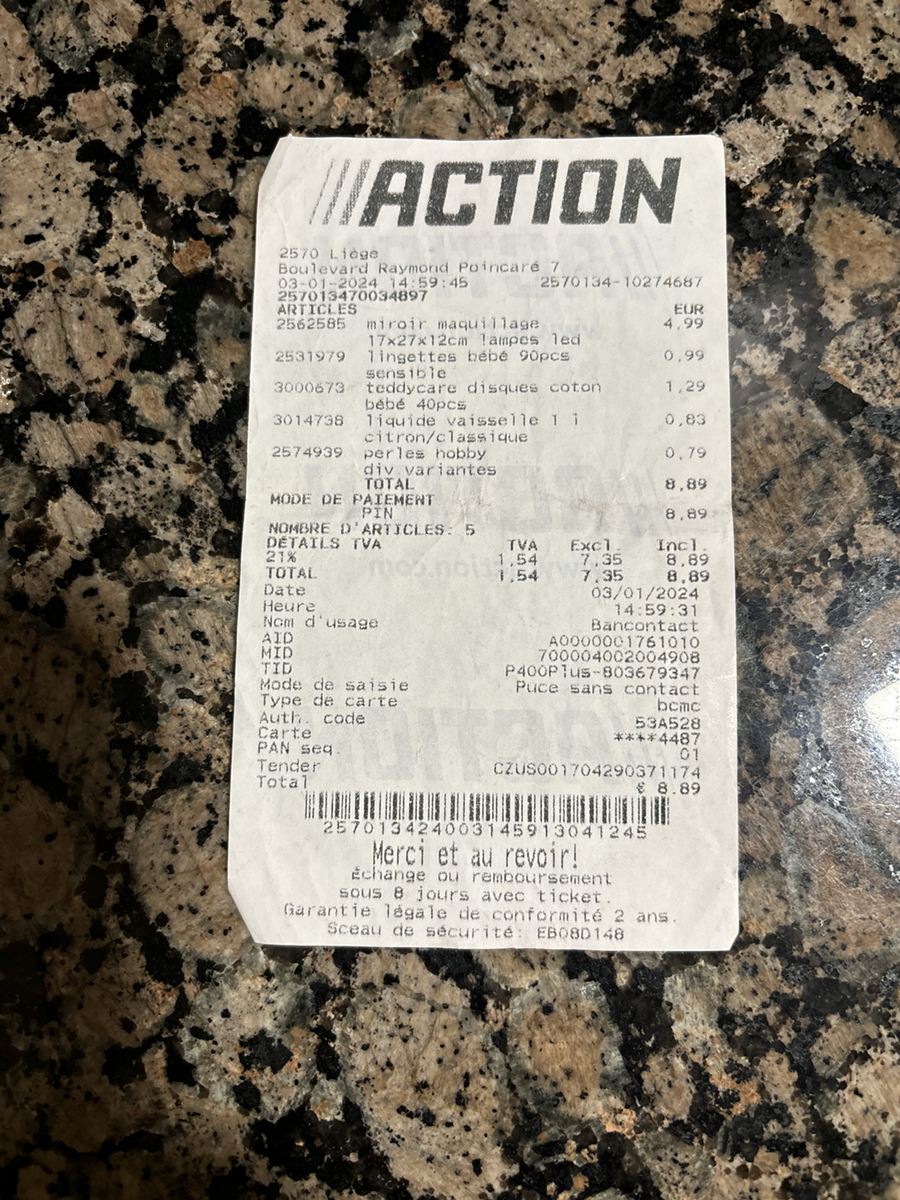 ACTION
2570 Liège
Boulevard Raymond Poincaré 7
03-01-2024 14:59:45 2570134-10274687
257013470034897
ARTICLES EUR
2562585 miroir maquillage 4,99
17x27x12cm lampes led
2531979 lingettes bébé 90pcs 0,99
sensible
3000673 teddycare disques coton 1,29
bébé 40pcs
3014738 liquide vaisselle 1 l 0,83
citron/classique
2574939 perles hobby 0,79
div variantes
TOTAL 8,89
MODE DE PAIEMENT
PIN 8,89
NOMBRE D'ARTICLES: 5
DÉTAILS TVA TVA Excl. Incl.
21% 1,54 7,35 8,89
TOTAL 1,54 7,35 8,89
Date 03/01/2024
Heure 14:59:31
Nom d'usage Bancontact
AID A0000001761010
MID 700004002004908
TID P400Plus-803679347
Mode de saisie Puce sans contact
Type de carte bcmc
Auth. code 53A528
Carte ****4487
PAN seq. 01
Tender CZUS001704290371174
Total € 8.89
257013424003145913041245
Merci et au revoir!
Échange ou remboursement
sous 8 jours avec ticket.
Garantie légale de conformité 2 ans.
Sceau de sécurité: EB08D148